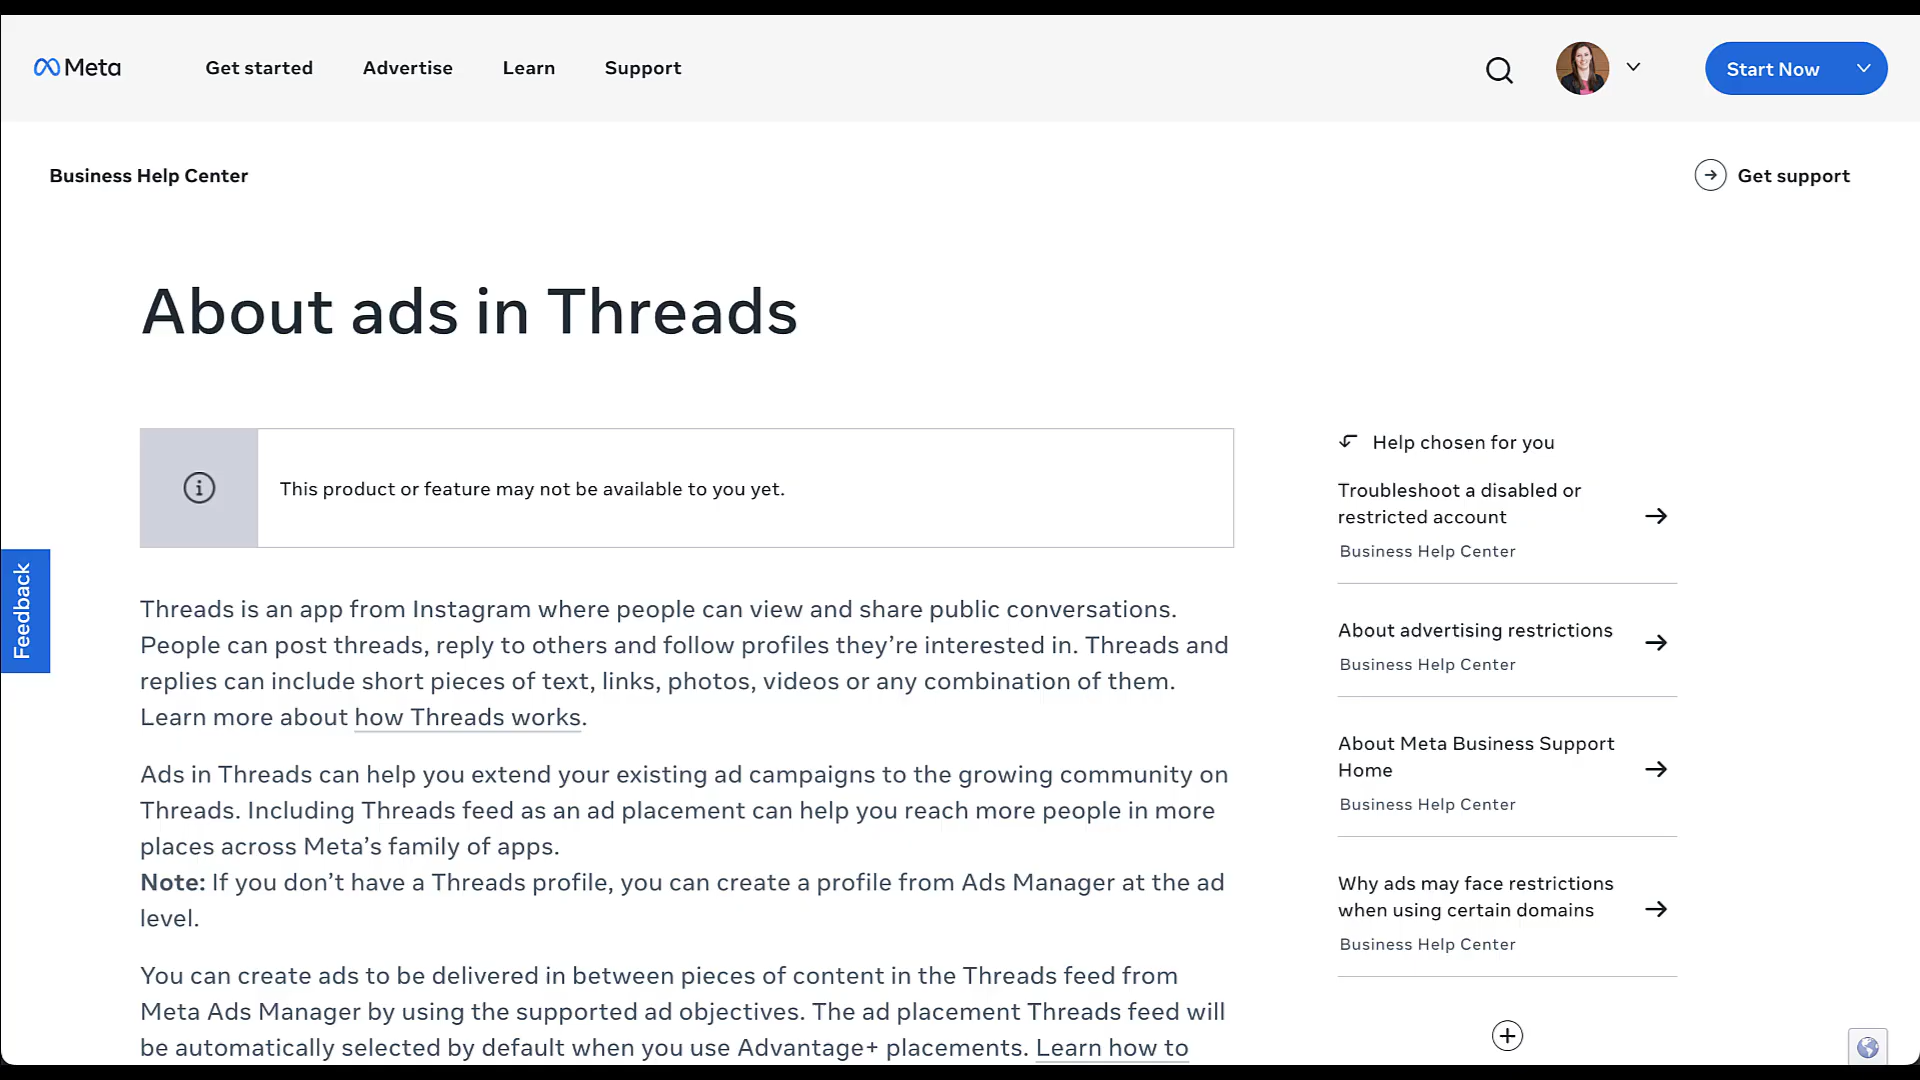 Meta
Get started
Advertise
Learn
Support
Start Now
Business Help Center
Get support
About ads in Threads
This product or feature may not be available to you yet.
Threads is an app from Instagram where people can view and share public conversations.
People can post threads, reply to others and follow profiles they’re interested in. Threads and
replies can include short pieces of text, links, photos, videos or any combination of them.
Learn more about how Threads works.
Ads in Threads can help you extend your existing ad campaigns to the growing community on
Threads. Including Threads feed as an ad placement can help you reach more people in more
places across Meta’s family of apps.
Note: If you don’t have a Threads profile, you can create a profile from Ads Manager at the ad
level.
You can create ads to be delivered in between pieces of content in the Threads feed from
Meta Ads Manager by using the supported ad objectives. The ad placement Threads feed will
be automatically selected by default when you use Advantage+ placements. Learn how to
Help chosen for you
Troubleshoot a disabled or
restricted account
Business Help Center
About advertising restrictions
Business Help Center
About Meta Business Support
Home
Business Help Center
Why ads may face restrictions
when using certain domains
Business Help Center
Feedback